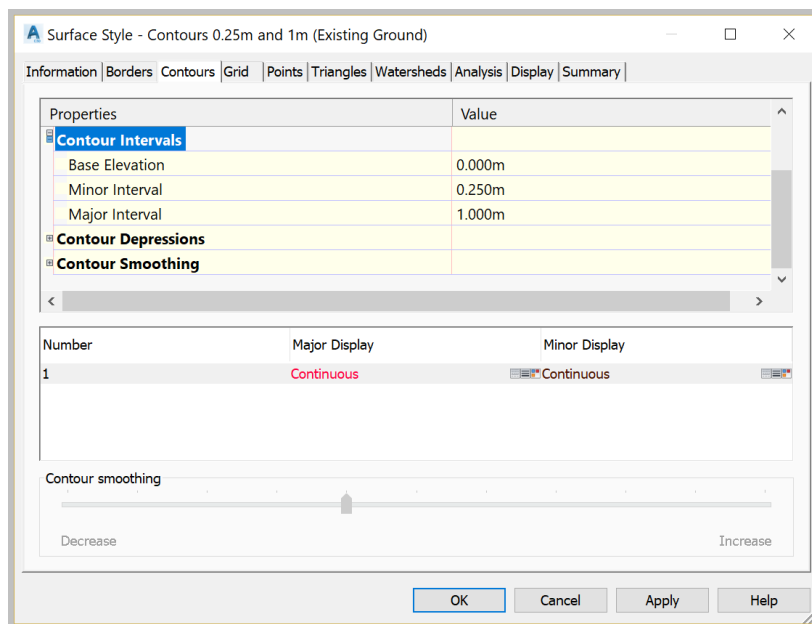 Surface Style - Contours 0.25m and 1m (Existing Ground)
Information Borders Contours Grid Points Triangles Watersheds Analysis Display Summary
Properties Value
Contour Intervals
Base Elevation 0.000m
Minor Interval 0.250m
Major Interval 1.000m
Contour Depressions
Contour Smoothing
Number Major Display Minor Display
1 Continuous Continuous
Contour smoothing
Decrease Increase
OK Cancel Apply Help